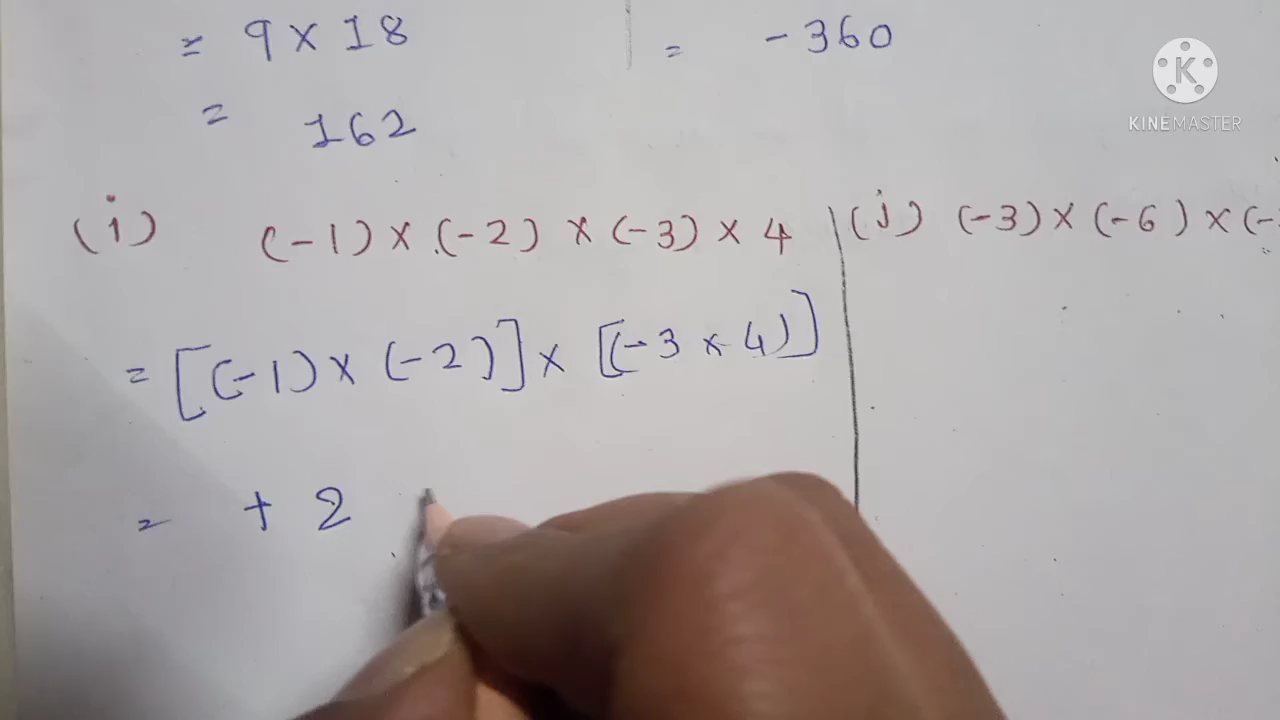 = 9 × 18
= 162
= -360
KINEMASTER
(i) (-1) × (-2) × (-3) × 4
= [(-1) × (-2)] × [(-3 × 4)]
= + 2
(j) (-3) × (-6) × (-